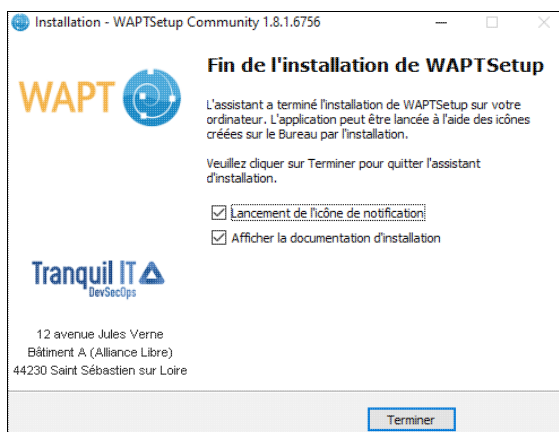 Installation - WAPTSetup Community 1.8.1.6756
WAPT
Fin de l'installation de WAPTSetup
L'assistant a terminé l'installation de WAPTSetup sur votre
ordinateur. L'application peut être lancée à l'aide des icônes
créées sur le Bureau par l'installation.
Veuillez cliquer sur Terminer pour quitter l'assistant
d'installation.
Lancement de l'icône de notification
Afficher la documentation d'installation
Tranquil IT
DevSecOps
12 avenue Jules Verne
Bâtiment A (Alliance Libre)
44230 Saint Sébastien sur Loire
Terminer